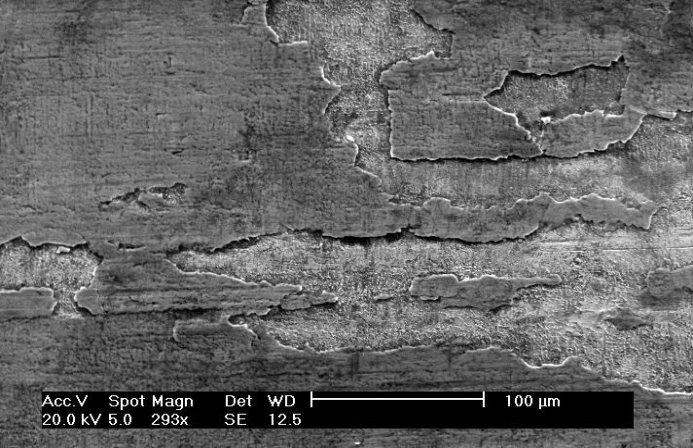 Acc.V Spot Magn Det WD 100 µm
20.0 kV 5.0 293x SE 12.5